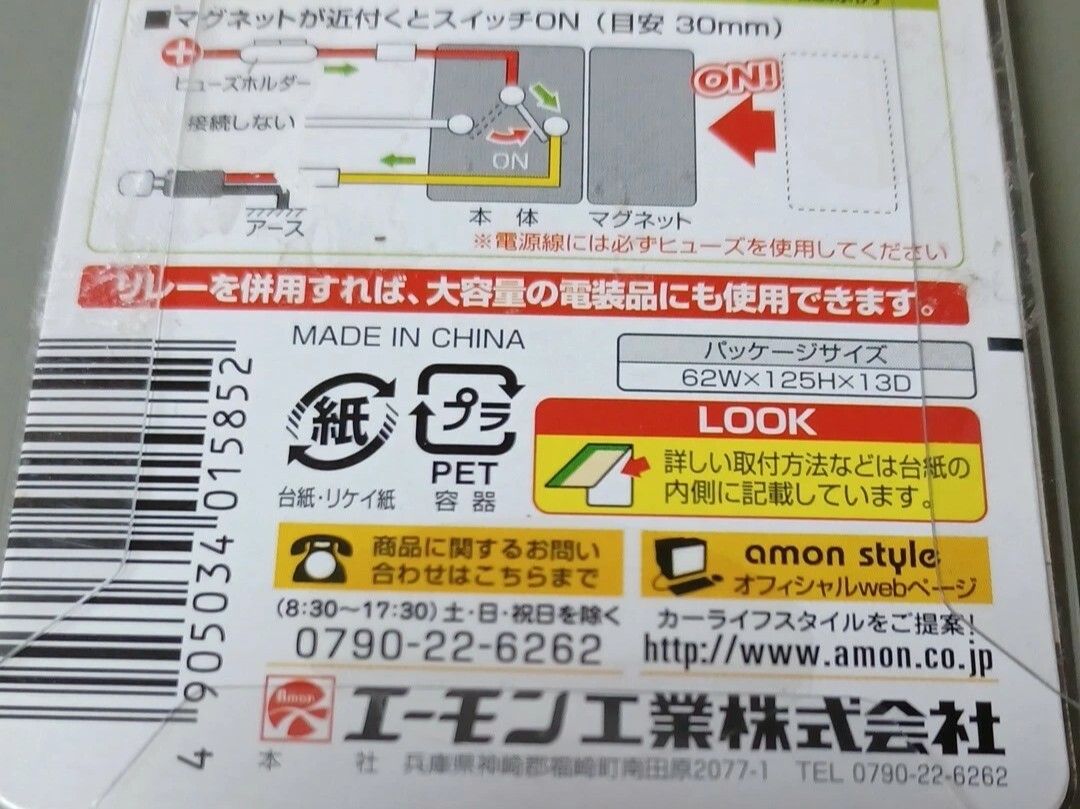 ■マグネットが近付くとスイッチON（目安 30mm）
ヒューズホルダー
ON!
接続しない
ON
アース
本 体
マグネット
※電源線には必ずヒューズを使用してください
リレーを併用すれば、大容量の電装品にも使用できます。
MADE IN CHINA
パッケージサイズ
62W×125H×13D
紙
プラ
PET
台紙・リケイ紙
容 器
LOOK
詳しい取付方法などは台紙の
内側に記載しています。
4 905034 015852
商品に関するお問い
合わせはこちらまで
(8:30～17:30) 土・日・祝日を除く
0790-22-6262
amon style
オフィシャルwebページ
カーライフスタイルをご提案!
http://www.amon.co.jp
Amon
エーモン工業株式会社
本 社 兵庫県神崎郡福崎町南田原2077-1 TEL 0790-22-6262